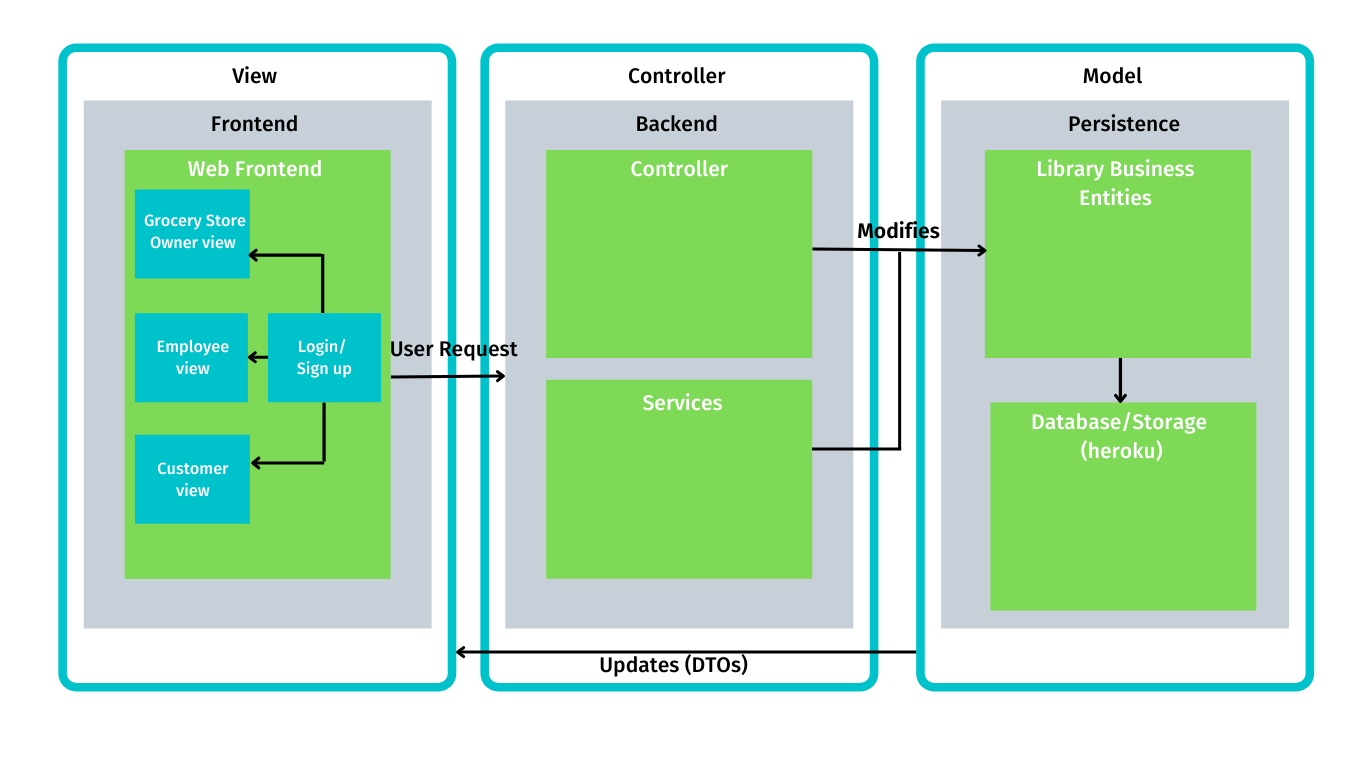 View
Frontend
Web Frontend
Grocery Store
Owner view
Employee
view
Login/
Sign up
Customer
view
User Request
Controller
Backend
Controller
Services
Modifies
Model
Persistence
Library Business
Entities
Database/Storage
(heroku)
Updates (DTOs)